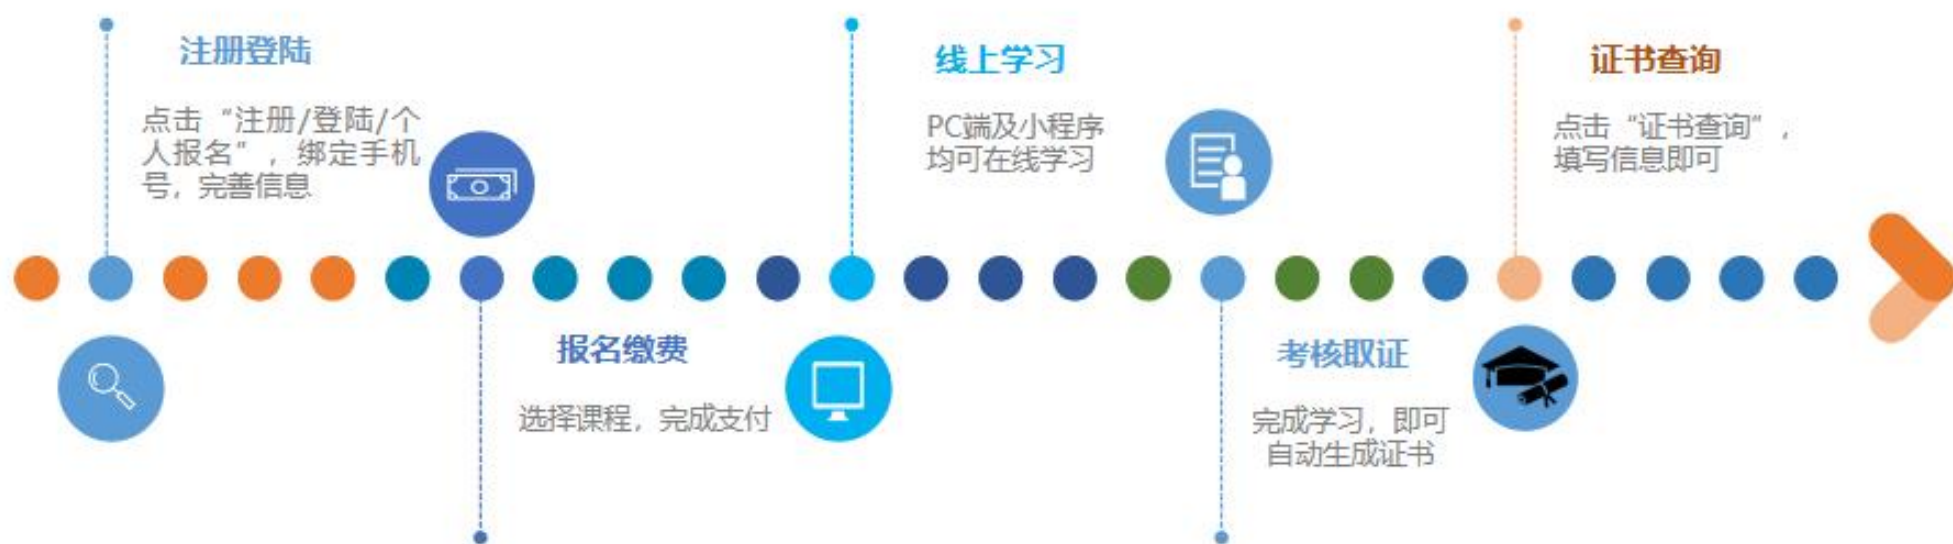 注册登陆
点击“注册/登陆/个
人报名”，绑定手机
号，完善信息
报名缴费
选择课程，完成支付
线上学习
PC端及小程序
均可在线学习
考核取证
完成学习，即可
自动生成证书
证书查询
点击“证书查询”，
填写信息即可